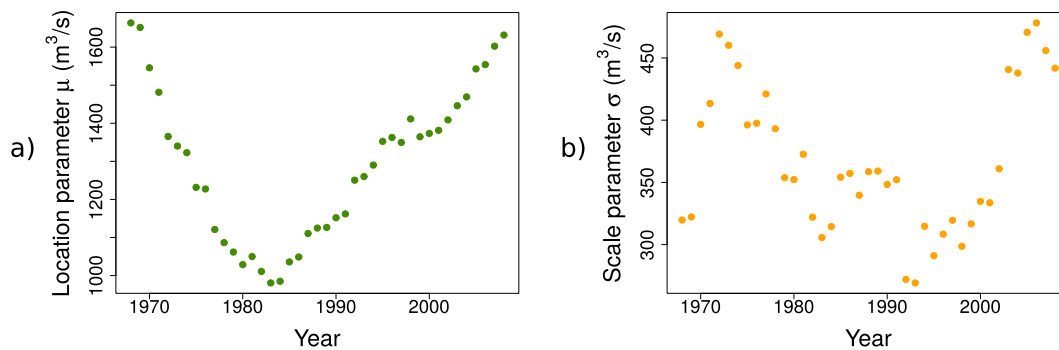 a)
Location parameter μ (m³/s)
1000
1200
1400
1600
1970
1980
1990
2000
Year
b)
Scale parameter σ (m³/s)
300
350
400
450
1970
1980
1990
2000
Year